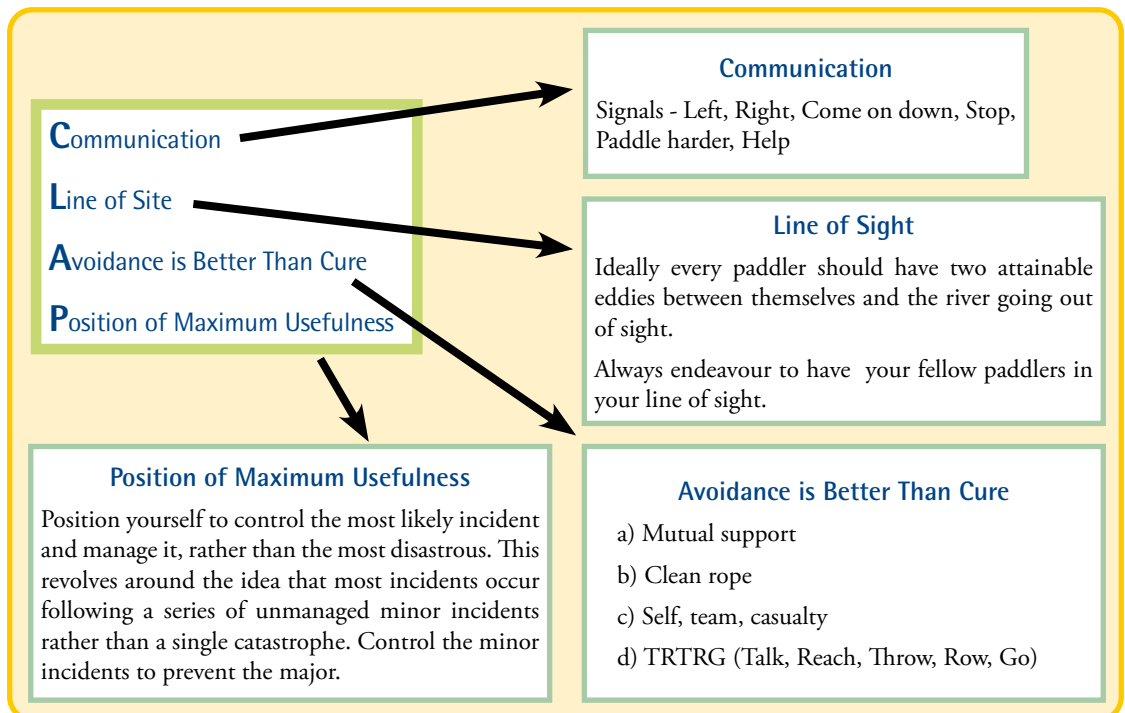 Communication
Line of Site
Avoidance is Better Than Cure
Position of Maximum Usefulness
Communication
Signals - Left, Right, Come on down, Stop,
Paddle harder, Help
Line of Sight
Ideally every paddler should have two attainable
eddies between themselves and the river going out
of sight.
Always endeavour to have your fellow paddlers in
your line of sight.
Position of Maximum Usefulness
Position yourself to control the most likely incident
and manage it, rather than the most disastrous. This
revolves around the idea that most incidents occur
following a series of unmanaged minor incidents
rather than a single catastrophe. Control the minor
incidents to prevent the major.
Avoidance is Better Than Cure
a) Mutual support
b) Clean rope
c) Self, team, casualty
d) TRTRG (Talk, Reach, Throw, Row, Go)